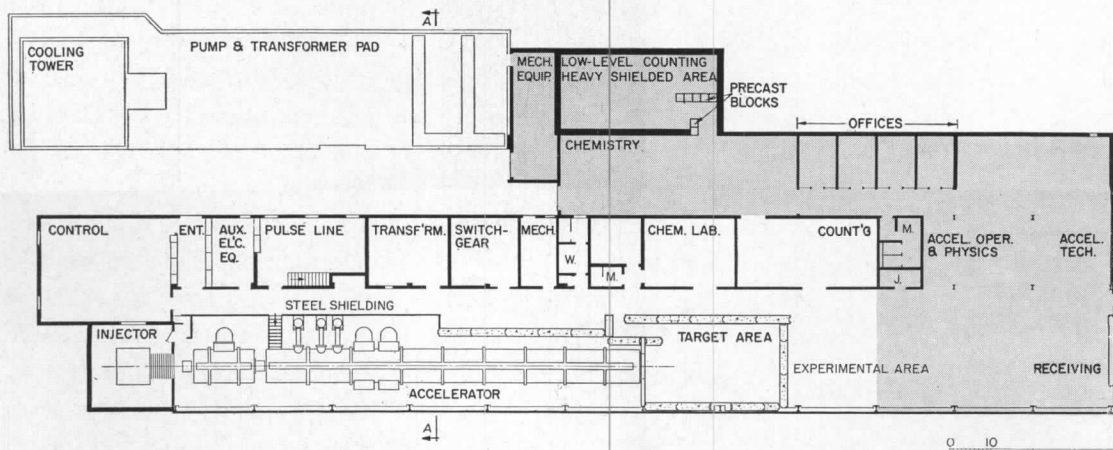 A
COOLING
TOWER
PUMP & TRANSFORMER PAD
MECH.
EQUIP.
LOW-LEVEL COUNTING
HEAVY SHIELDED AREA
PRECAST
BLOCKS
OFFICES
CHEMISTRY
CONTROL
ENT.
AUX.
EL'C.
EQ.
PULSE LINE
TRANSF'RM.
SWITCH-
GEAR
MECH.
W.
M.
CHEM. LAB.
COUNT'G
M.
J.
ACCEL. OPER.
& PHYSICS
ACCEL.
TECH.
STEEL SHIELDING
INJECTOR
TARGET AREA
EXPERIMENTAL AREA
RECEIVING
ACCELERATOR
A
0 10